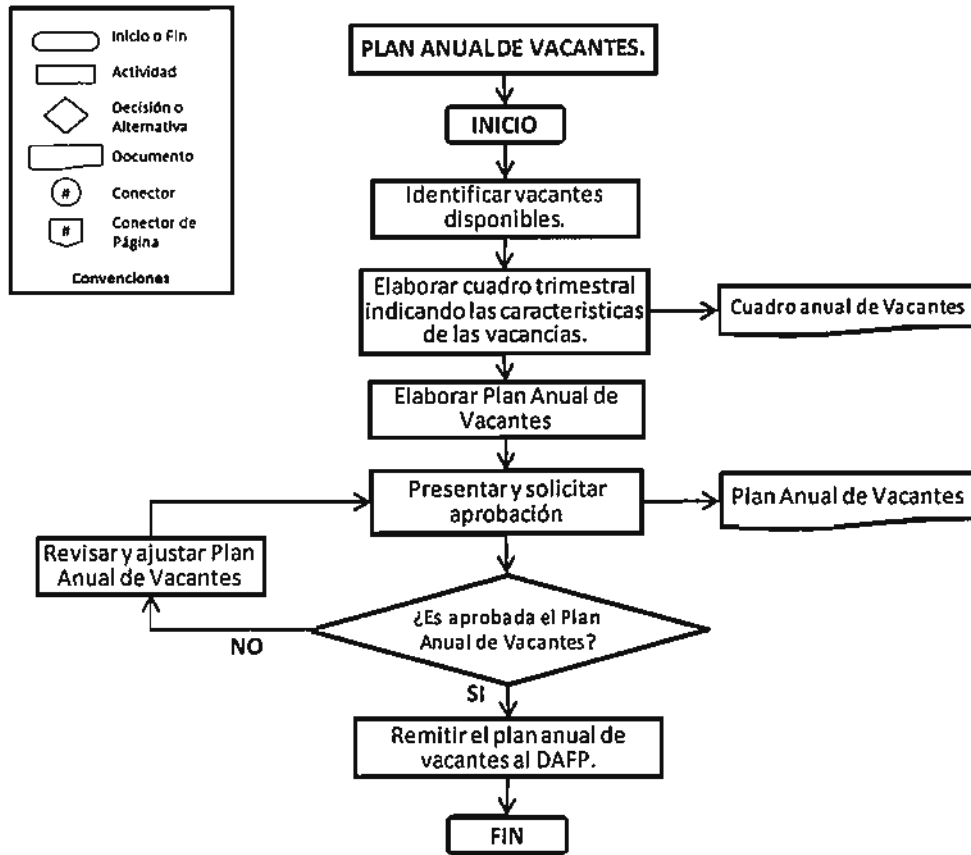 Inicio o Fin
Actividad
Decisión o
Alternativa
Documento
# Conector
# Conector de
Página
Convenciones
PLAN ANUAL DE VACANTES.
INICIO
Identificar vacantes
disponibles.
Elaborar cuadro trimestral
indicando las características
de las vacancías.
Cuadro anual de Vacantes
Elaborar Plan Anual de
Vacantes
Presentar y solicitar
aprobación
Plan Anual de Vacantes
Revisar y ajustar Plan
Anual de Vacantes
¿Es aprobada el Plan
Anual de Vacantes?
NO
SI
Remitir el plan anual de
vacantes al DAFP.
FIN